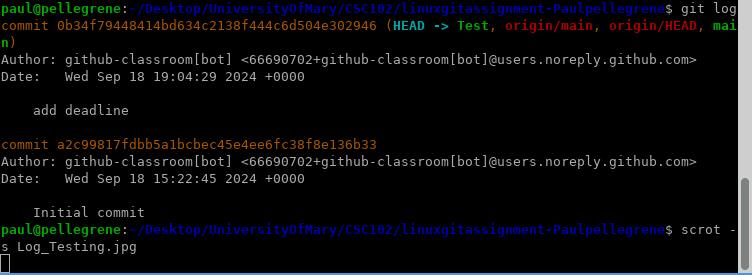 paul@pellegrene:~/Desktop/UniversityOfMary/CSC102/linuxgitassignment-Paulpellegrene$ git log
commit 0b34f79448414bd634c2138f444c6d504e302946 (HEAD -> Test, origin/main, origin/HEAD, mai
n)
Author: github-classroom[bot] <66690702+github-classroom[bot]@users.noreply.github.com>
Date:   Wed Sep 18 19:04:29 2024 +0000

    add deadline

commit a2c99817fdbb5a1bcbec45e4ee6fc38f8e136b33
Author: github-classroom[bot] <66690702+github-classroom[bot]@users.noreply.github.com>
Date:   Wed Sep 18 15:22:45 2024 +0000

    Initial commit
paul@pellegrene:~/Desktop/UniversityOfMary/CSC102/linuxgitassignment-Paulpellegrene$ scrot -
s Log_Testing.jpg